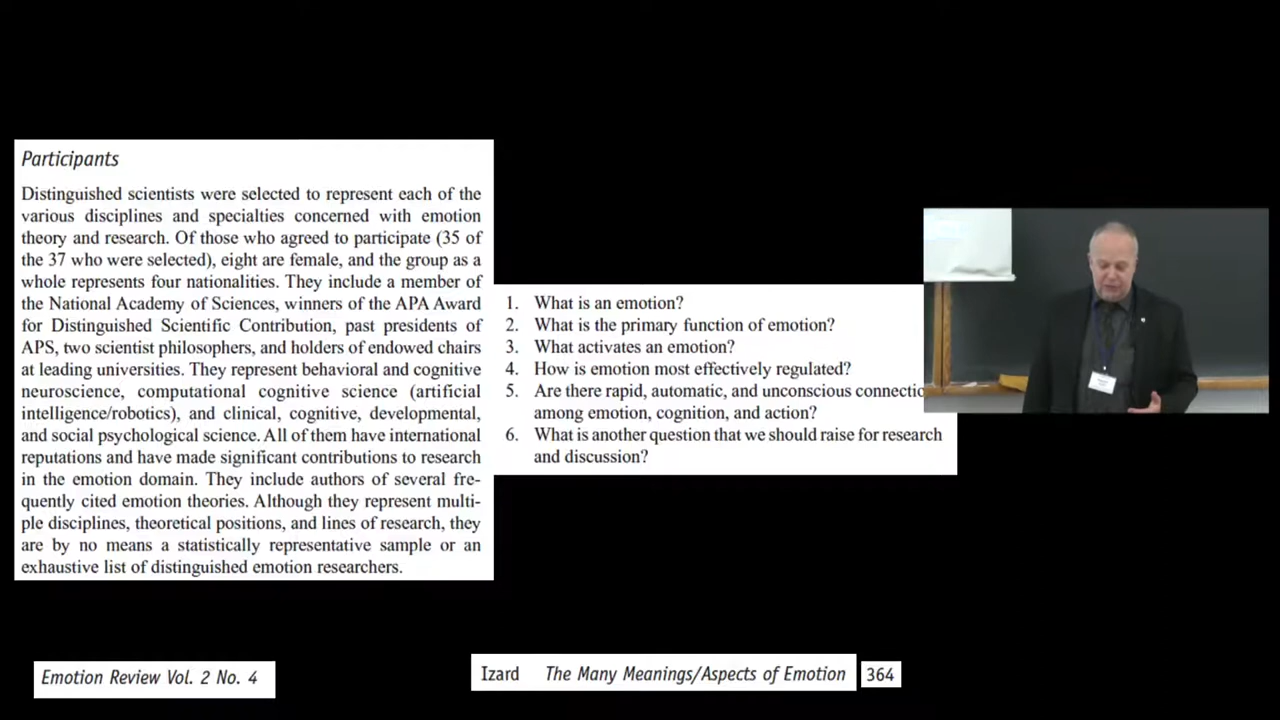 Participants
Distinguished scientists were selected to represent each of the
various disciplines and specialties concerned with emotion
theory and research. Of those who agreed to participate (35 of
the 37 who were selected), eight are female, and the group as a
whole represents four nationalities. They include a member of
the National Academy of Sciences, winners of the APA Award
for Distinguished Scientific Contribution, past presidents of
APS, two scientist philosophers, and holders of endowed chairs
at leading universities. They represent behavioral and cognitive
neuroscience, computational cognitive science (artificial
intelligence/robotics), and clinical, cognitive, developmental,
and social psychological science. All of them have international
reputations and have made significant contributions to research
in the emotion domain. They include authors of several fre-
quently cited emotion theories. Although they represent multi-
ple disciplines, theoretical positions, and lines of research, they
are by no means a statistically representative sample or an
exhaustive list of distinguished emotion researchers.
1. What is an emotion?
2. What is the primary function of emotion?
3. What activates an emotion?
4. How is emotion most effectively regulated?
5. Are there rapid, automatic, and unconscious connectio
among emotion, cognition, and action?
6. What is another question that we should raise for research
and discussion?
Emotion Review Vol. 2 No. 4
Izard The Many Meanings/Aspects of Emotion 364